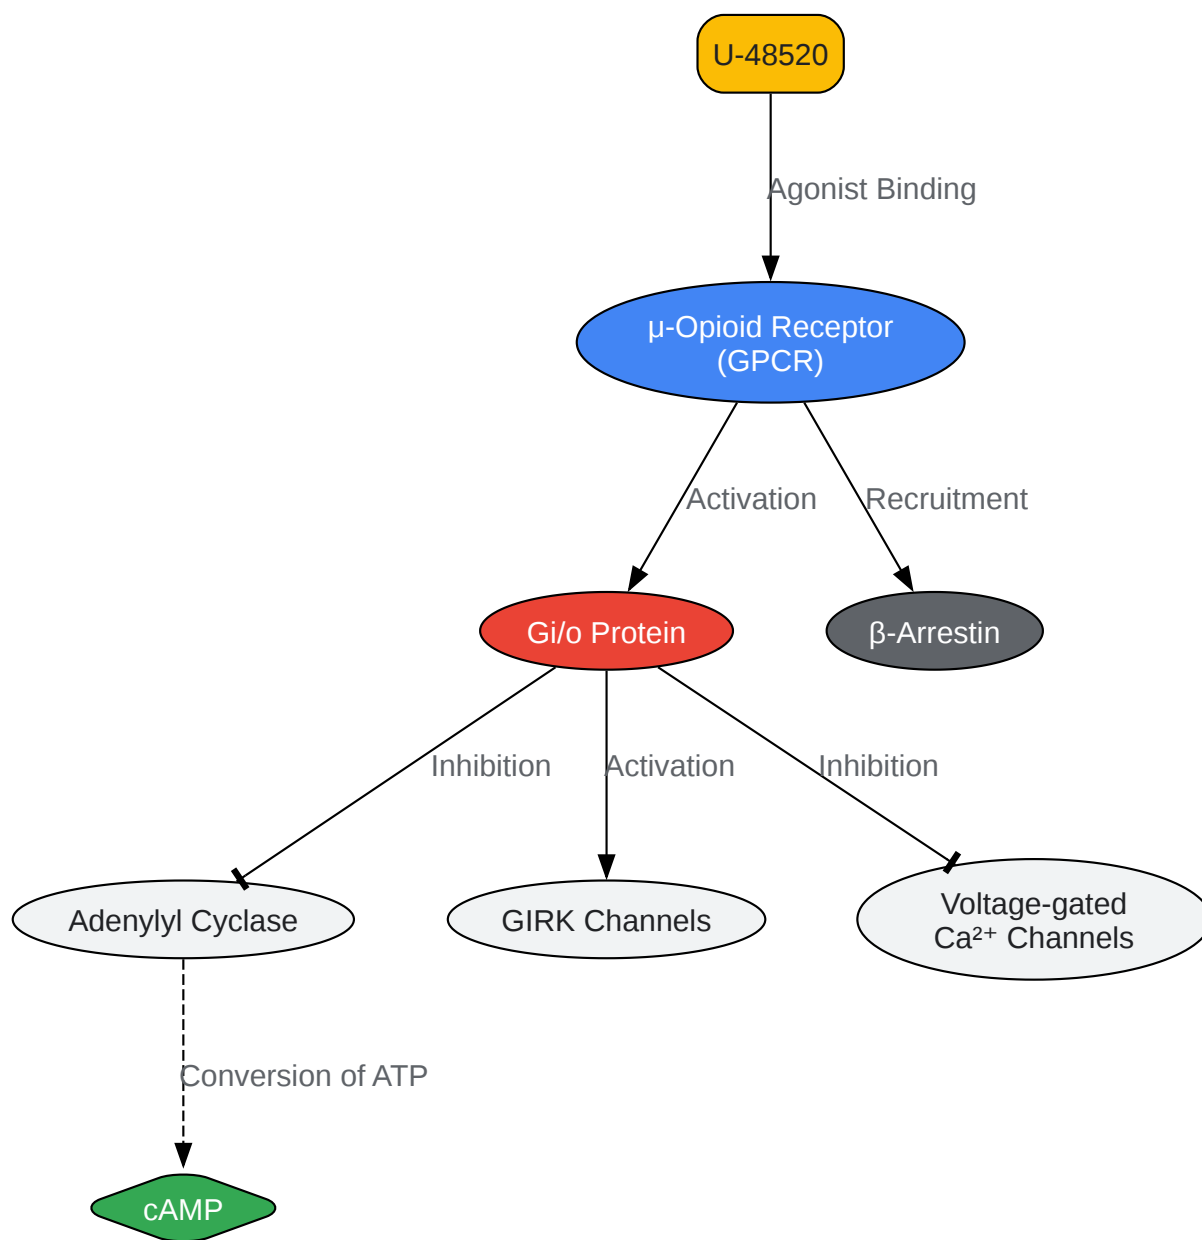 U-48520
Agonist Binding
μ-Opioid Receptor
(GPCR)
Activation
Recruitment
Gi/o Protein
β-Arrestin
Inhibition
Activation
Inhibition
Adenylyl Cyclase
GIRK Channels
Voltage-gated
Ca²⁺ Channels
Conversion of ATP
cAMP